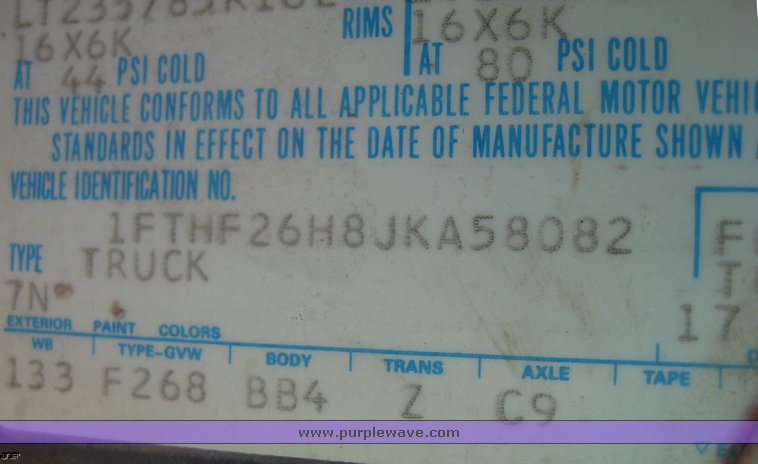 LT235/85R16E
16X6K RIMS 16X6K
AT 44 PSI COLD AT 80 PSI COLD
THIS VEHICLE CONFORMS TO ALL APPLICABLE FEDERAL MOTOR VEHI
STANDARDS IN EFFECT ON THE DATE OF MANUFACTURE SHOWN
VEHICLE IDENTIFICATION NO.
1FTHF26H8JKA58082
TYPE TRUCK
7N
17
EXTERIOR PAINT COLORS
WB TYPE-GVW BODY TRANS AXLE TAPE
133 F268 BB4 Z C9
www.purplewave.com